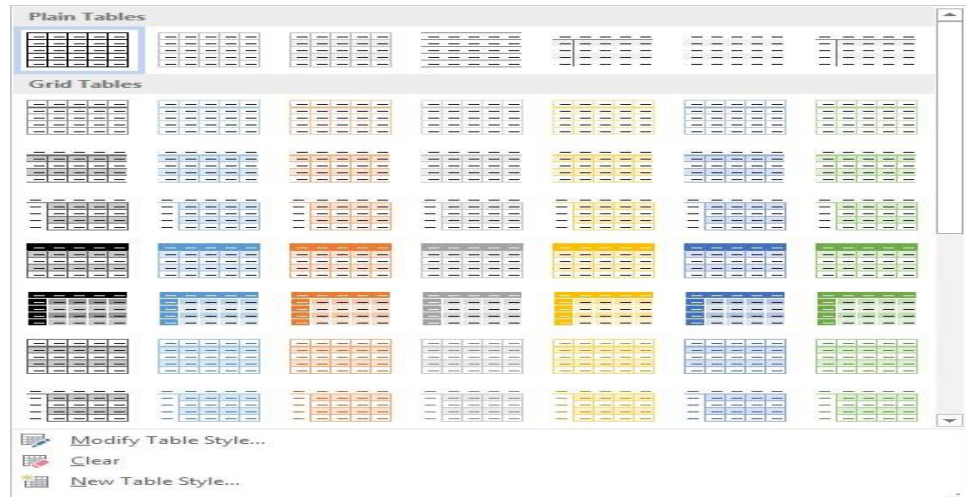 Plain Tables
Grid Tables
Modify Table Style...
Clear
New Table Style...